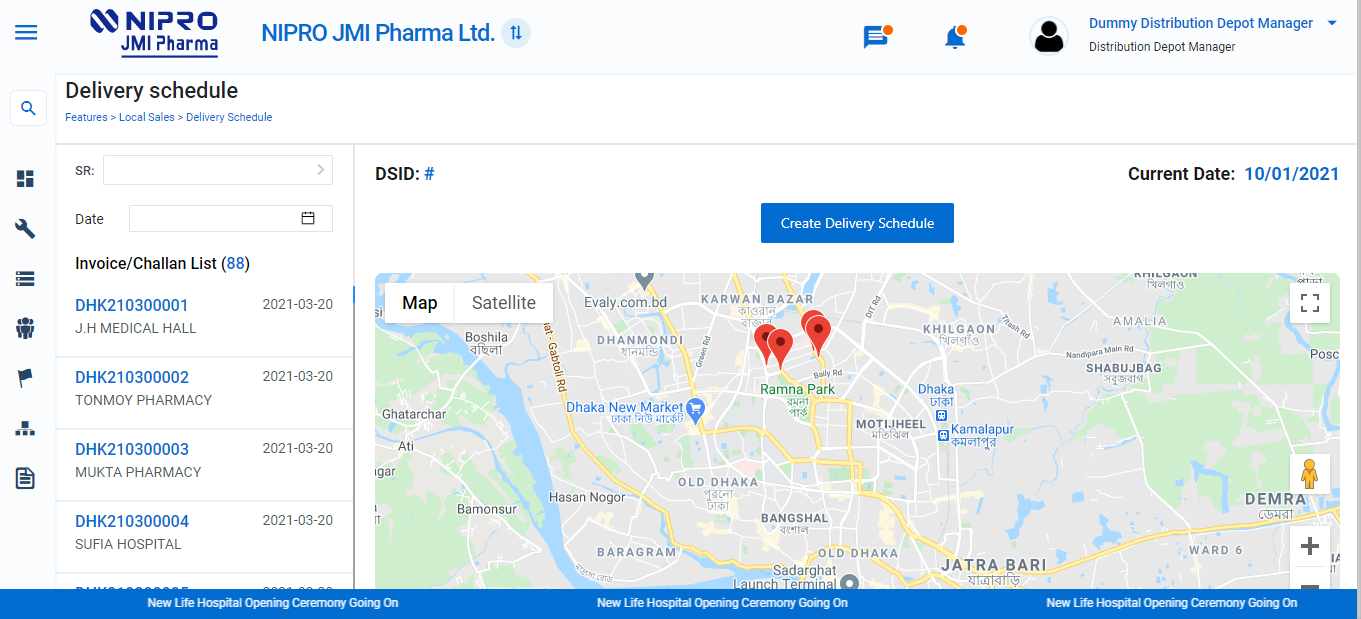 NIPRO
JMI Pharma
NIPRO JMI Pharma Ltd.
Dummy Distribution Depot Manager
Distribution Depot Manager
Delivery schedule
Features > Local Sales > Delivery Schedule
SR:
Date
Invoice/Challan List (88)
DHK210300001 2021-03-20
J.H MEDICAL HALL
DHK210300002 2021-03-20
TONMOY PHARMACY
DHK210300003 2021-03-20
MUKTA PHARMACY
DHK210300004 2021-03-20
SUFIA HOSPITAL
DSID: #
Current Date: 10/01/2021
Create Delivery Schedule
Map
Satellite
Evaly.com.bd
KARWAN BAZAR
কাওরান
বাজার
KHILGAON
খিলগাঁও
DIT Rd
AMALIA
KHILGAON
খিলগাঁও
Thash Rd
Boshila
বছিলা
DHANMONDI
ধানমন্ডি
Green Rd
Gabtoli Rd
Nandipara Main Rd
Posc
SHABUJBAG
সবুজবাগ
Baily Rd
Ramna Park
রমনা
পার্ক
Dhaka
ঢাকা
Dhaka New Market
ঢাকা নিউ মার্কেট
Ghatarchar
MOTIJHEEL
মতিঝিল
Kamalapur
কমলাপুর
Ati
gar
OLD DHAKA
পুরানো
ঢাকা
Hasan Nogor
Bamonsur
DEMRA
ডেমরা
BANGSHAL
বংশাল
BARAGRAM
OLD DHAKA
WARD 6
JATRA BARI
যাত্রাবাড়ি
Sadarghat
Launch Terminal
New Life Hospital Opening Ceremony Going On
New Life Hospital Opening Ceremony Going On
New Life Hospital Opening Ceremony Going On